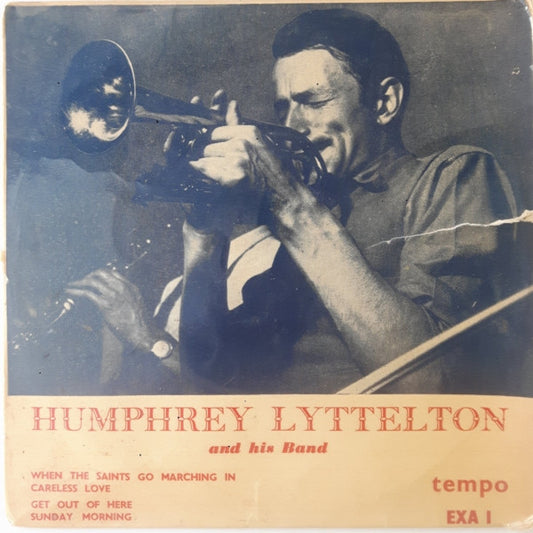 HUMPHREY LYTTELTON
and his Band
WHEN THE SAINTS GO MARCHING IN
CARELESS LOVE
GET OUT OF HERE
SUNDAY MORNING
tempo
EXA 1